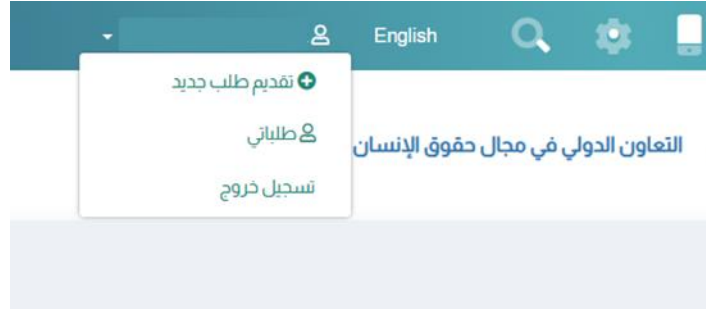 English
تقديم طلب جديد
طلباتي
التعاون الدولي في مجال حقوق الإنسان
تسجيل خروج